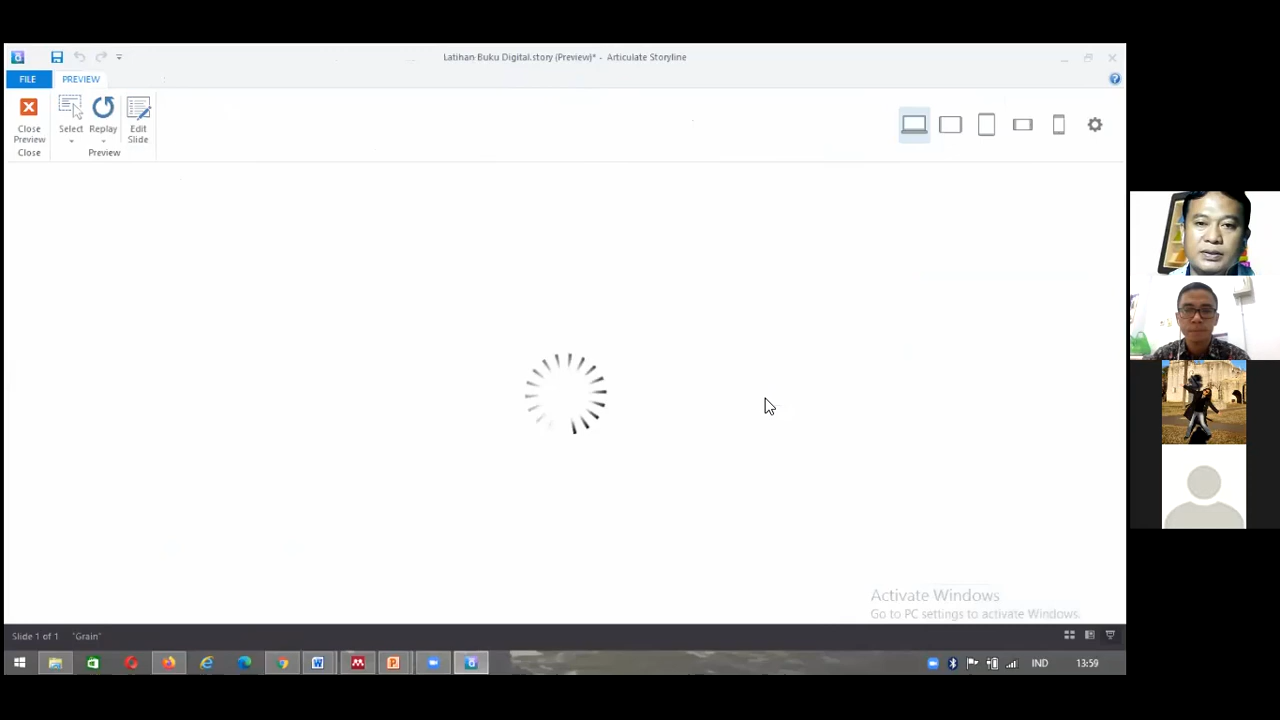 Latihan Buku Digital.story (Preview)* - Articulate Storyline
FILE PREVIEW
Close Preview
Select
Replay
Edit Slide
Close
Preview
Activate Windows
Go to PC settings to activate Windows.
Slide 1 of 1 "Grain"
IND 13:59